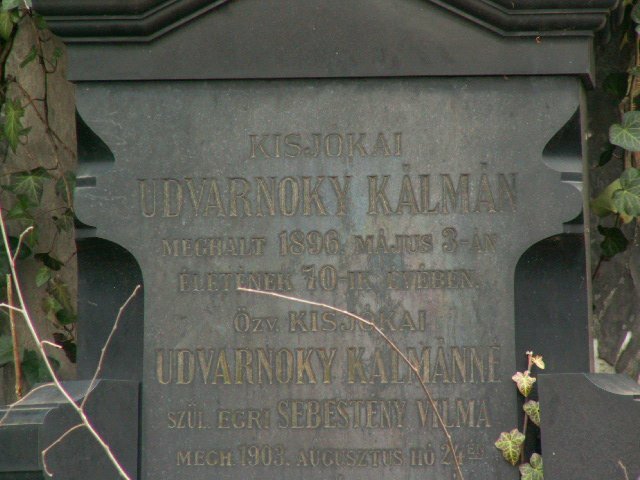 KISJÓKAI
UDVARNOKY KÁLMÁN
MEGHALT 1896. MÁJUS 3-ÁN
ÉLETÉNEK 70-IK ÉVÉBEN.
ÖZV. KISJÓKAI
UDVARNOKY KÁLMÁNNÉ
SZÜL. EGRI SEBESTÉNY VILMA
MEGH. 1903. AUGUSZTUS HÓ 24ÉN